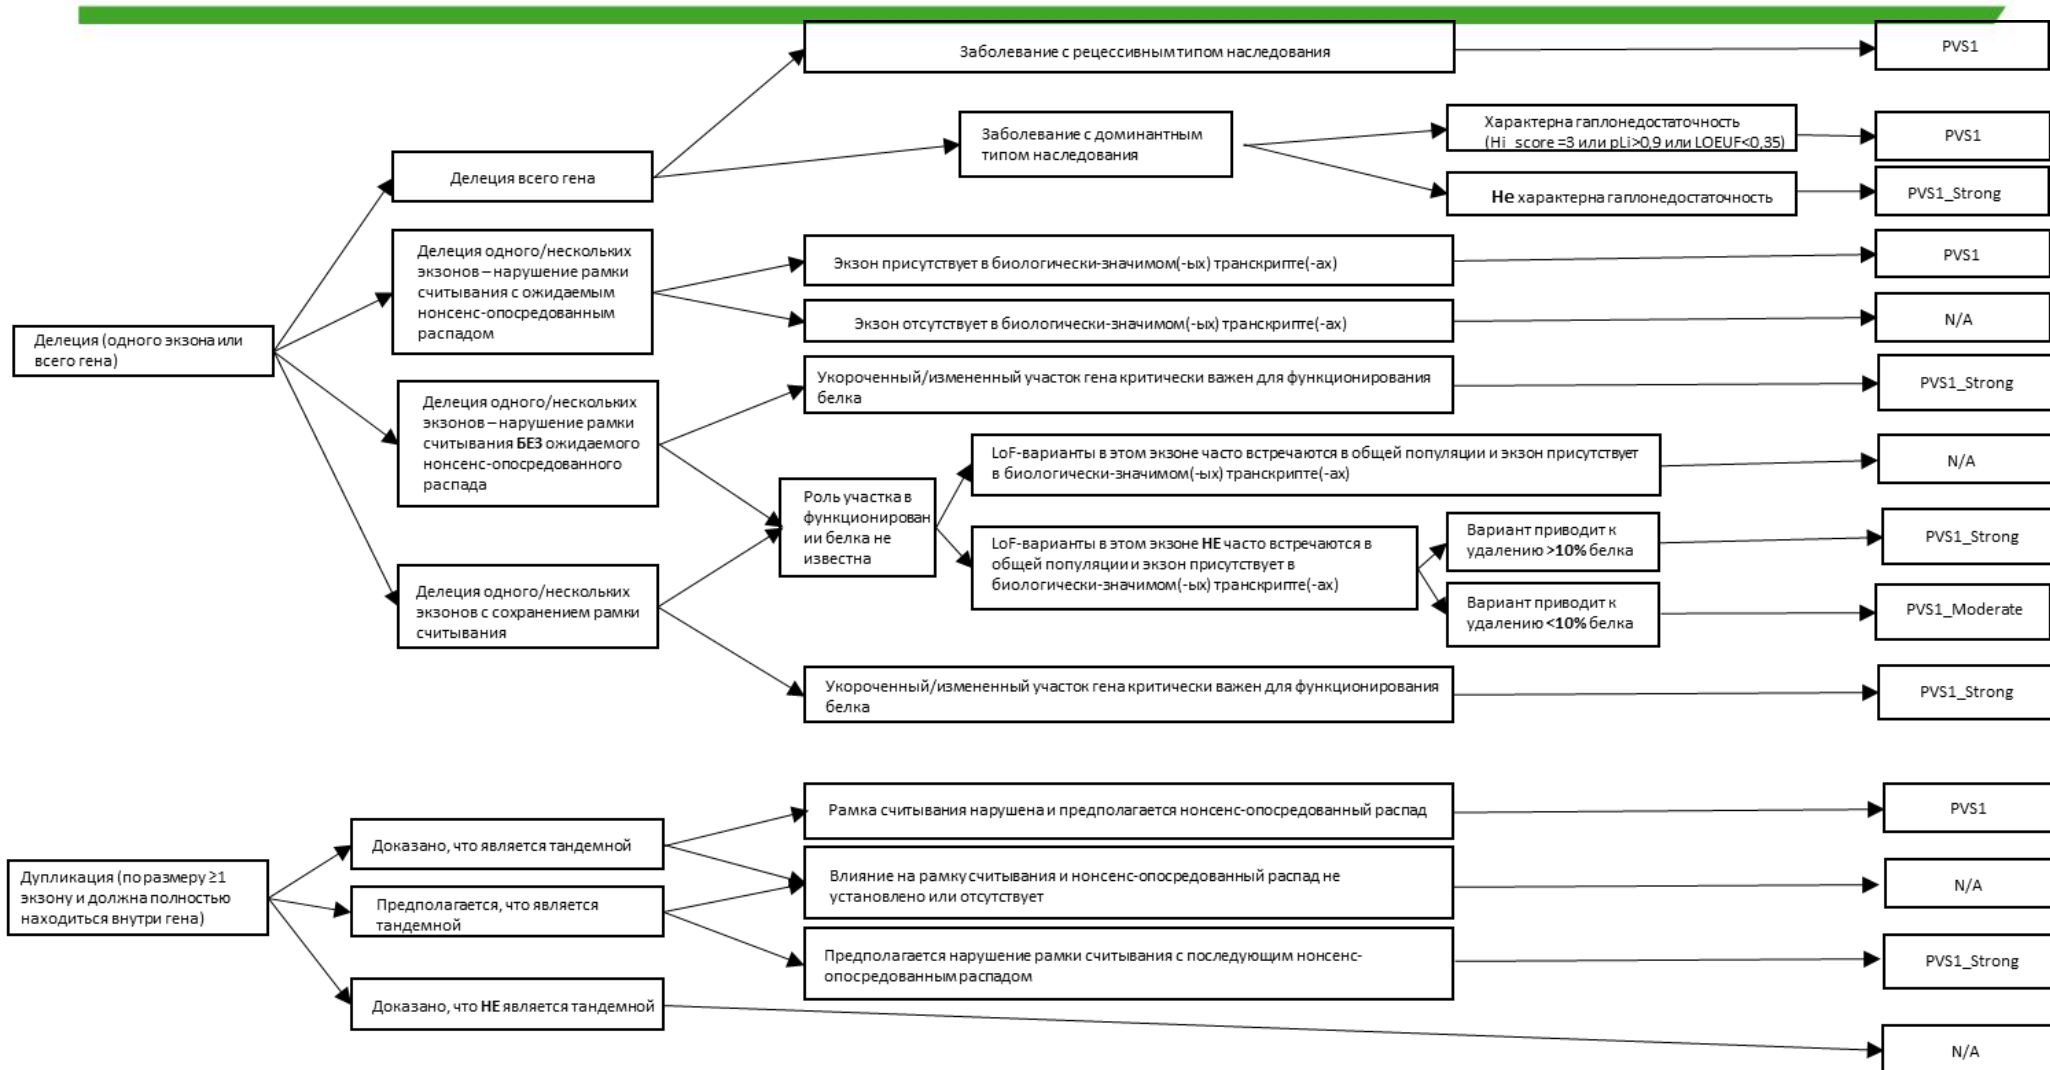 Заболевание с рецессивным типом наследования
PVS1
Делеция всего гена
Заболевание с доминантным
типом наследования
Характерна гаплонедостаточность
(Hi_score =3 или pLi>0,9 или LOEUF<0,35)
PVS1
Не характерна гаплонедостаточность
PVS1_Strong
Делеция (одного экзона или
всего гена)
Делеция одного/нескольких
экзонов – нарушение рамки
считывания с ожидаемым
нонсенс-опосредованным
распадом
Экзон присутствует в биологически-значимом(-ых) транскрипте(-ах)
PVS1
Экзон отсутствует в биологически-значимом(-ых) транскрипте(-ах)
N/A
Делеция одного/нескольких
экзонов – нарушение рамки
считывания БЕЗ ожидаемого
нонсенс-опосредованного
распада
Укороченный/измененный участок гена критически важен для функционирования
белка
PVS1_Strong
Роль участка в
функционирован
ии белка не
известна
LoF-варианты в этом экзоне часто встречаются в общей популяции и экзон присутствует
в биологически-значимом(-ых) транскрипте(-ах)
N/A
LoF-варианты в этом экзоне НЕ часто встречаются в
общей популяции и экзон присутствует в
биологически-значимом(-ых) транскрипте(-ах)
Вариант приводит к
удалению >10% белка
PVS1_Strong
Вариант приводит к
удалению <10% белка
PVS1_Moderate
Делеция одного/нескольких
экзонов с сохранением рамки
считывания
Укороченный/измененный участок гена критически важен для функционирования
белка
PVS1_Strong
Дупликация (по размеру ≥1
экзону и должна полностью
находиться внутри гена)
Доказано, что является тандемной
Рамка считывания нарушена и предполагается нонсенс-опосредованный распад
PVS1
Предполагается, что является
тандемной
Влияние на рамку считывания и нонсенс-опосредованный распад не
установлено или отсутствует
N/A
Предполагается нарушение рамки считывания с последующим нонсенс-
опосредованным распадом
PVS1_Strong
Доказано, что НЕ является тандемной
N/A